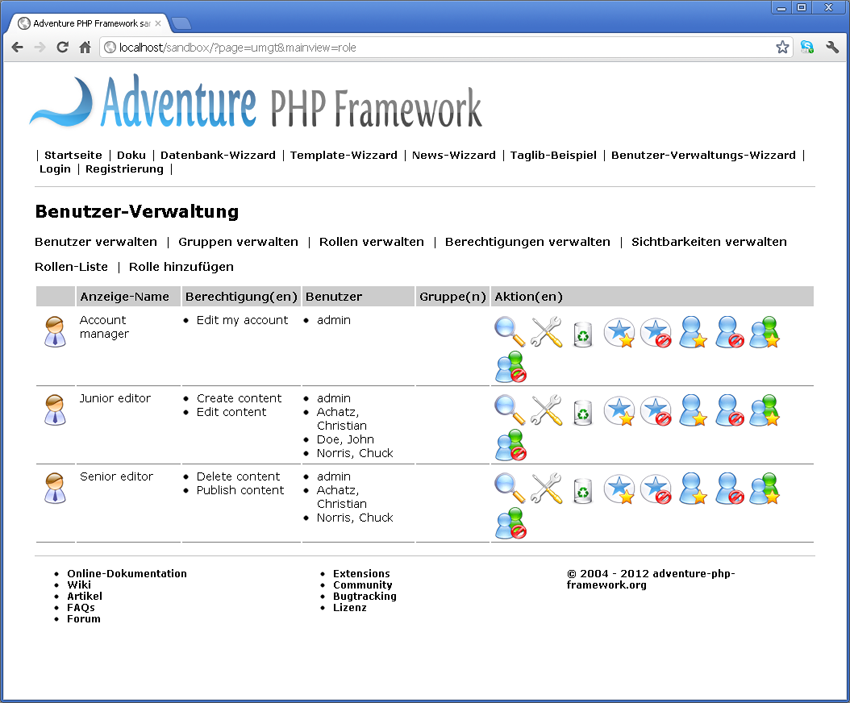 Adventure PHP Framework sa
localhost/sandbox/?page=umgt&mainview=role
Adventure PHP Framework
| Startseite | Doku | Datenbank-Wizzard | Template-Wizzard | News-Wizzard | Taglib-Beispiel | Benutzer-Verwaltungs-Wizzard |
Login | Registrierung |
Benutzer-Verwaltung
Benutzer verwalten | Gruppen verwalten | Rollen verwalten | Berechtigungen verwalten | Sichtbarkeiten verwalten
Rollen-Liste | Rolle hinzufügen
Anzeige-Name Berechtigung(en) Benutzer Gruppe(n) Aktion(en)
Account • Edit my account • admin
manager
Junior editor • Create content • admin
• Edit content • Achatz,
Christian
• Doe, John
• Norris, Chuck
Senior editor • Delete content • admin
• Publish content • Achatz,
Christian
• Norris, Chuck
• Online-Dokumentation • Extensions © 2004 - 2012 adventure-php-
• Wiki • Community framework.org
• Artikel • Bugtracking
• FAQs • Lizenz
• Forum